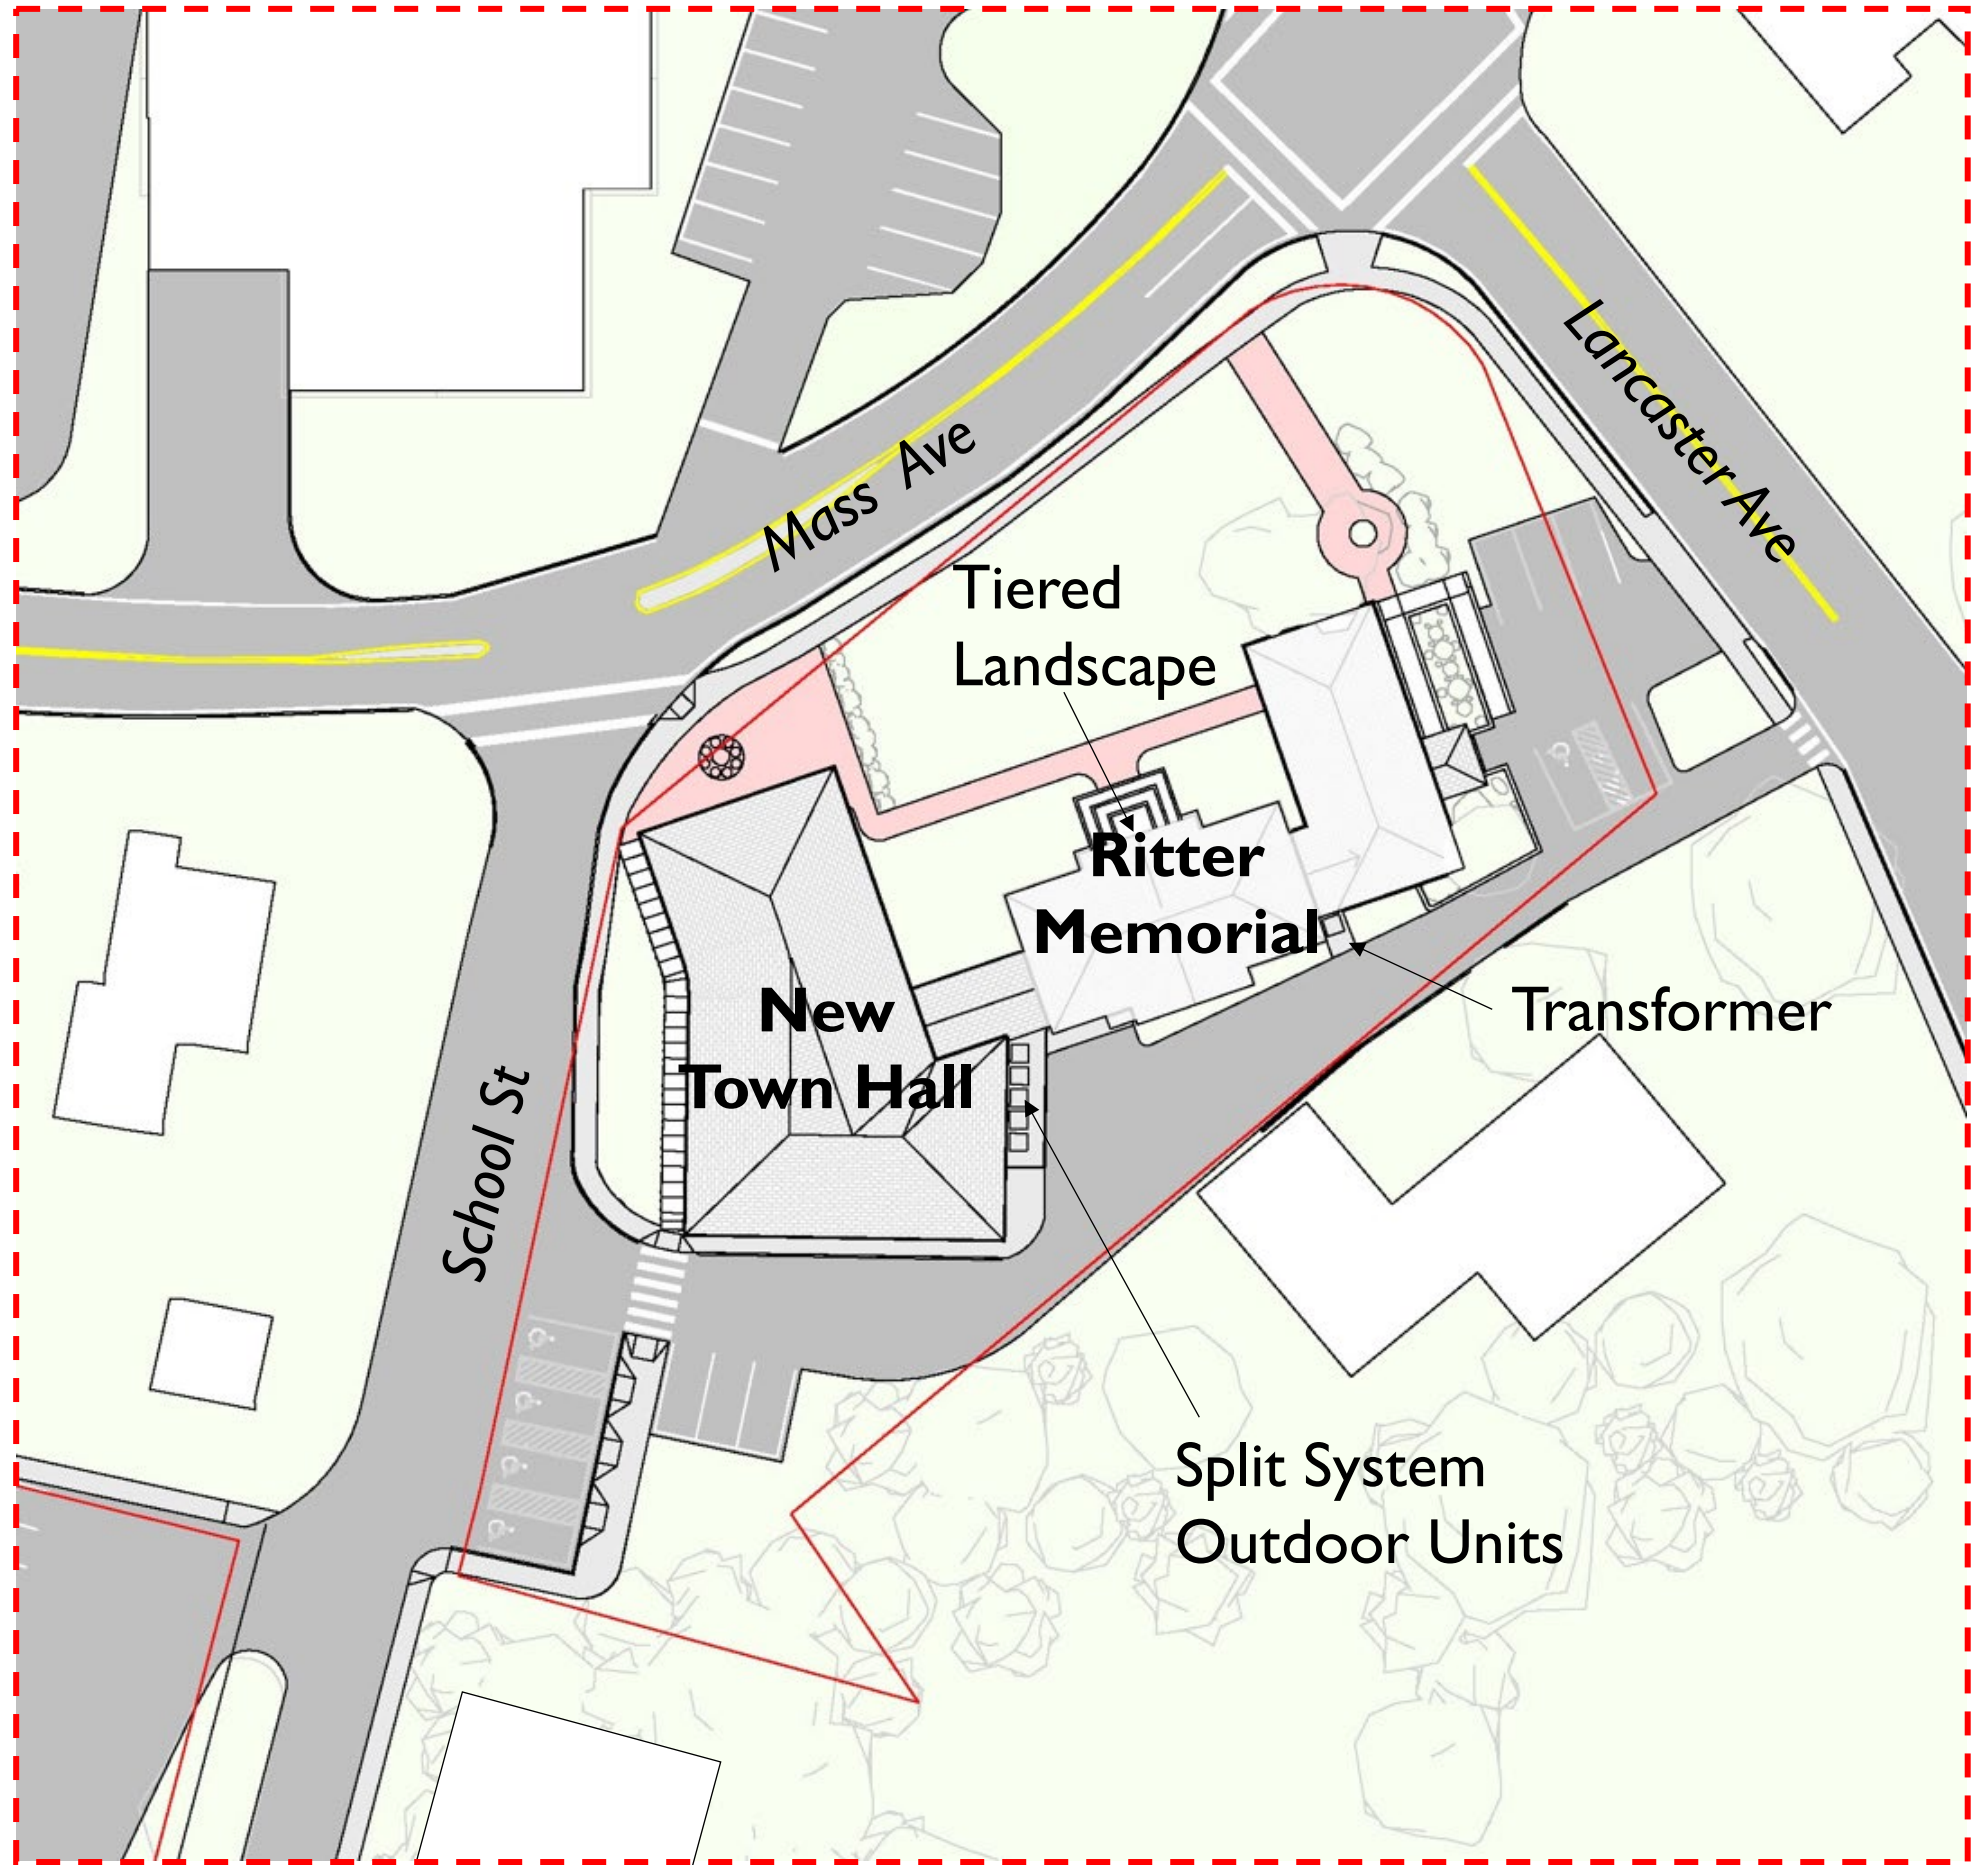 Lancaster Ave
Mass Ave
Tiered
Landscape
Ritter
Memorial
New
Town Hall
Transformer
School St
Split System
Outdoor Units